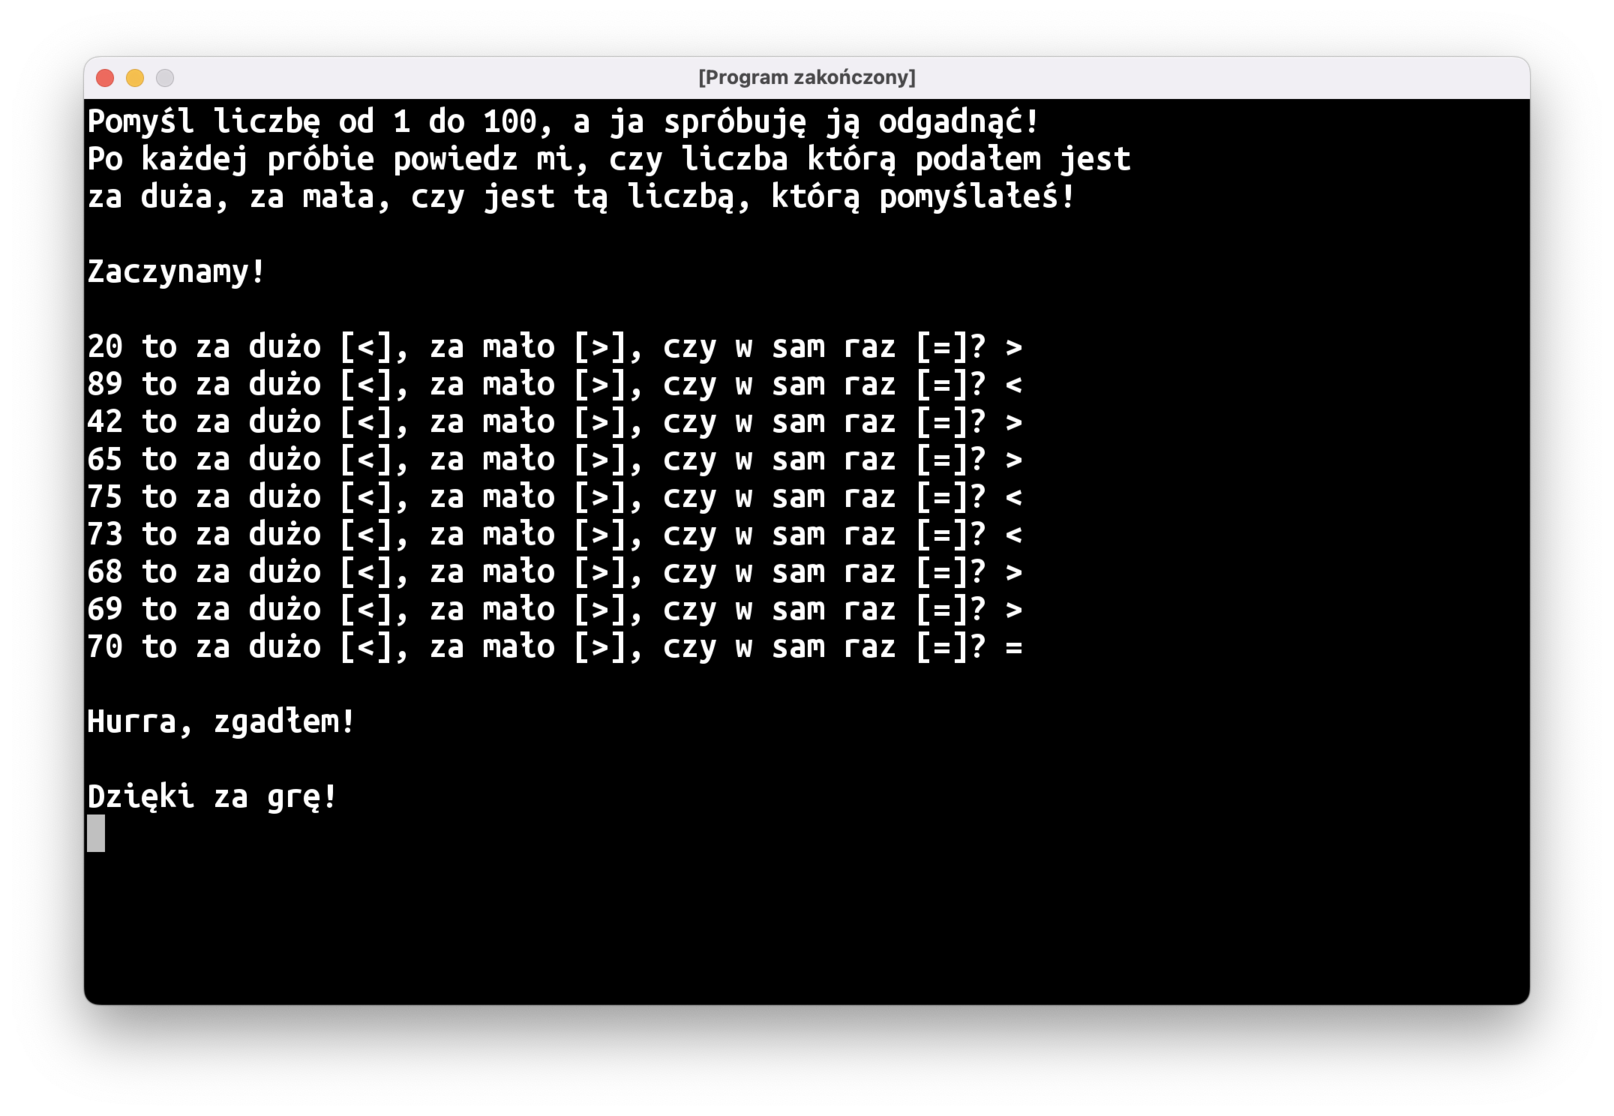 [Program zakończony]
Pomyśl liczbę od 1 do 100, a ja spróbuję ją odgadnąć!
Po każdej próbie powiedz mi, czy liczba którą podałem jest
za duża, za mała, czy jest tą liczbą, którą pomyślałeś!
Zaczynamy!
20 to za dużo [<], za mało [>], czy w sam raz [=]? >
89 to za dużo [<], za mało [>], czy w sam raz [=]? <
42 to za dużo [<], za mało [>], czy w sam raz [=]? >
65 to za dużo [<], za mało [>], czy w sam raz [=]? >
75 to za dużo [<], za mało [>], czy w sam raz [=]? <
73 to za dużo [<], za mało [>], czy w sam raz [=]? <
68 to za dużo [<], za mało [>], czy w sam raz [=]? >
69 to za dużo [<], za mało [>], czy w sam raz [=]? >
70 to za dużo [<], za mało [>], czy w sam raz [=]? =
Hurra, zgadłem!
Dzięki za grę!